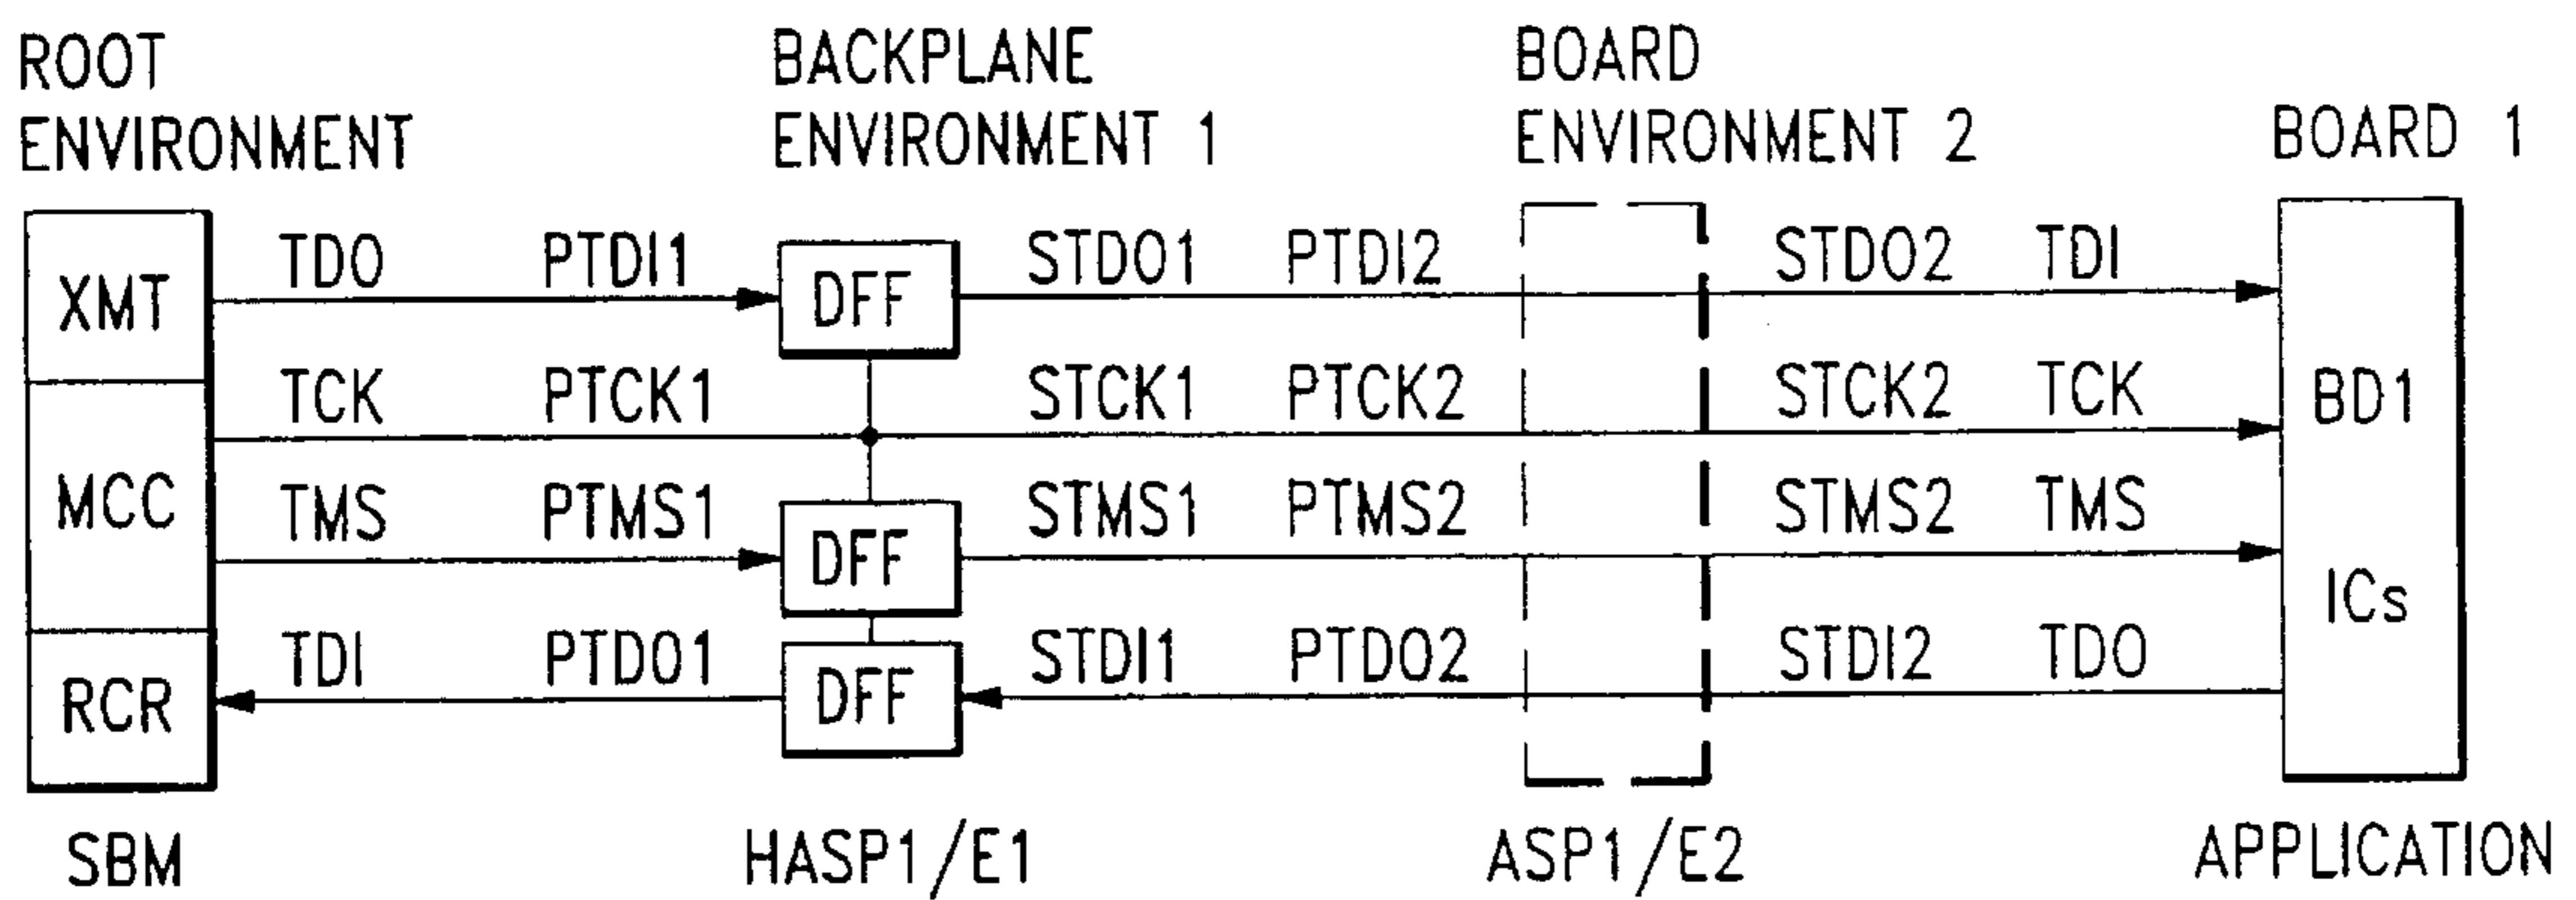 ROOT
ENVIRONMENT
BACKPLANE
ENVIRONMENT 1
BOARD
ENVIRONMENT 2
BOARD 1
XMT
TDO
PTDI1
DFF
STDO1
PTDI2
STDO2
TDI
MCC
TCK
PTCK1
STCK1
PTCK2
STCK2
TCK
BD1
TMS
PTMS1
DFF
STMS1
PTMS2
STMS2
TMS
ICs
RCR
TDI
PTDO1
DFF
STDI1
PTDO2
STDI2
TDO
SBM
HASP1/E1
ASP1/E2
APPLICATION